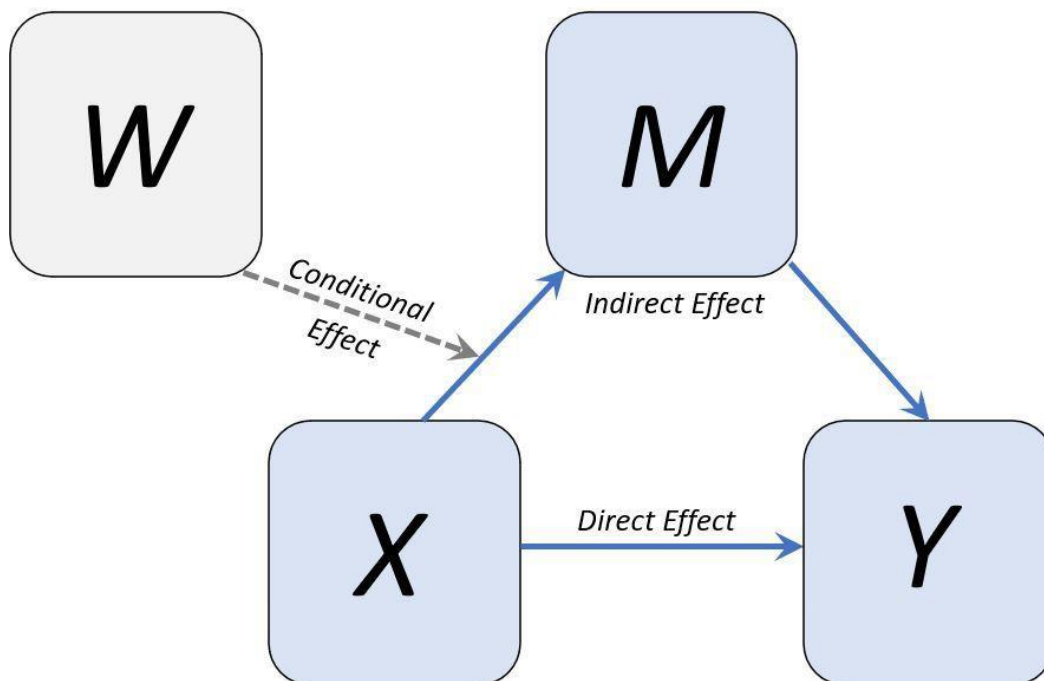 W
M
Conditional
Effect
Indirect Effect
X
Direct Effect
Y